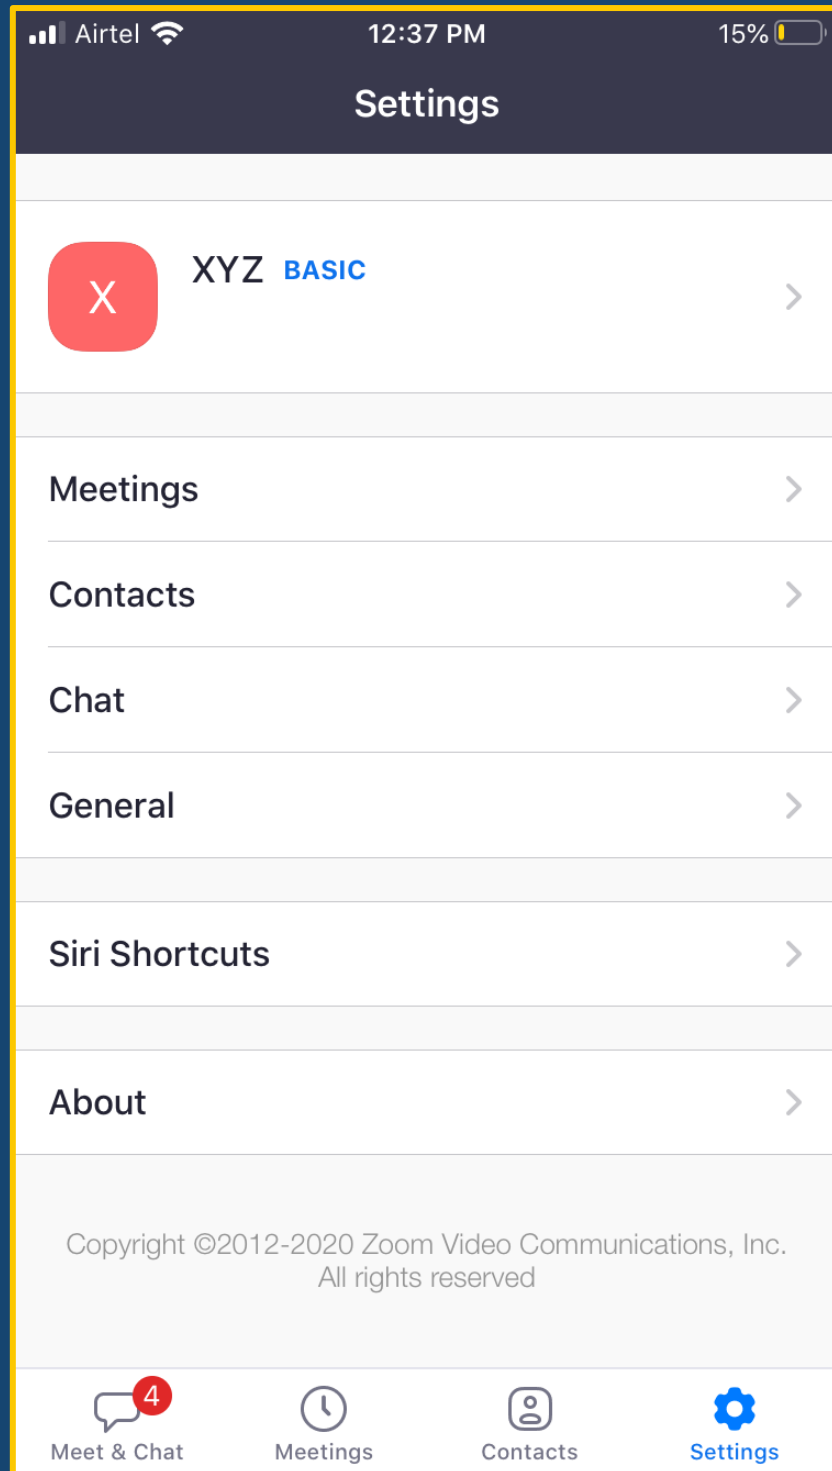 Airtel 12:37 PM 15%
Settings
X XYZ BASIC
Meetings
Contacts
Chat
General
Siri Shortcuts
About
Copyright ©2012-2020 Zoom Video Communications, Inc.
All rights reserved
4
Meet & Chat Meetings Contacts Settings